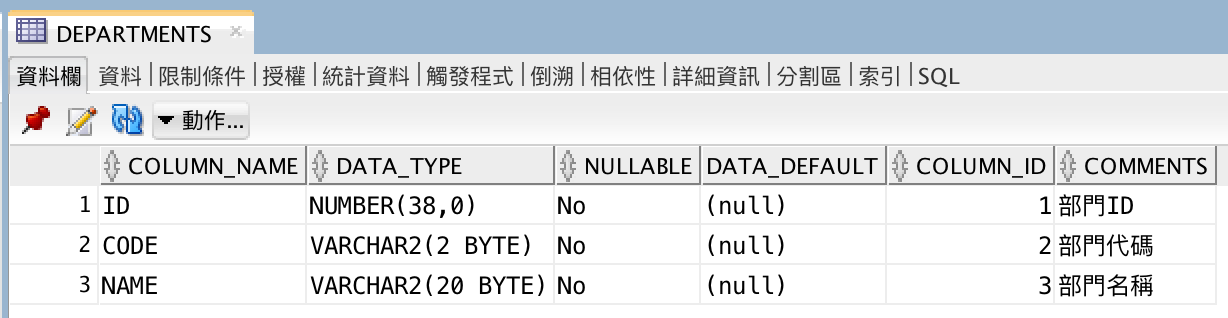 DEPARTMENTS
資料欄 資料 限制條件 授權 統計資料 觸發程式 倒溯 相依性 詳細資訊 分割區 索引 SQL
動作...
COLUMN_NAME DATA_TYPE NULLABLE DATA_DEFAULT COLUMN_ID COMMENTS
1 ID NUMBER(38,0) No (null) 1 部門ID
2 CODE VARCHAR2(2 BYTE) No (null) 2 部門代碼
3 NAME VARCHAR2(20 BYTE) No (null) 3 部門名稱